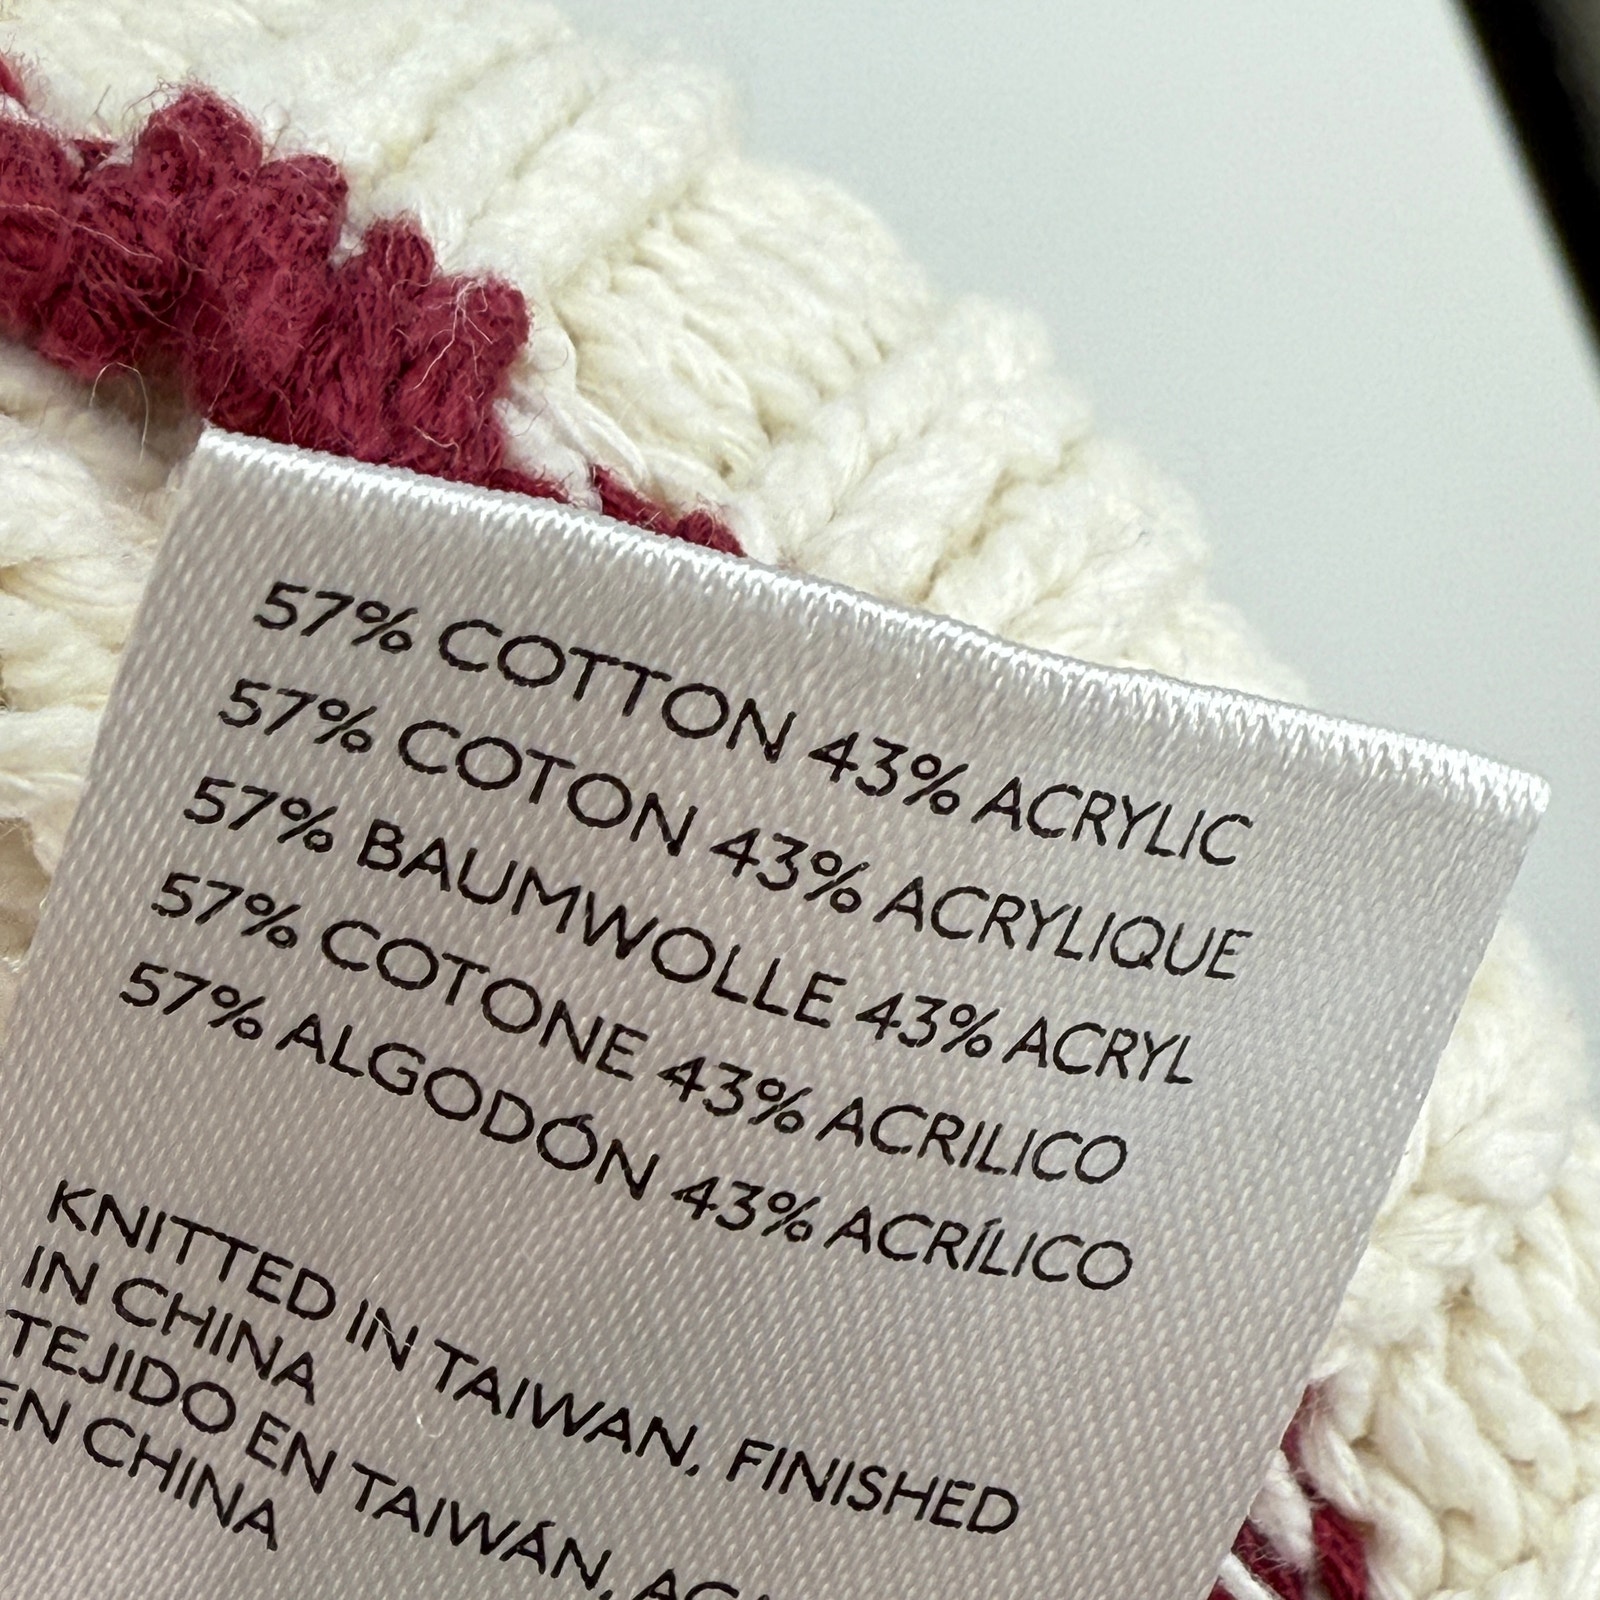 57% COTTON 43% ACRYLIC
57% COTON 43% ACRYLIQUE
57% BAUMWOLLE 43% ACRYL
57% COTONE 43% ACRILICO
57% ALGODÓN 43% ACRÍLICO
KNITTED IN TAIWAN, FINISHED
IN CHINA
TEJIDO EN TAIWÁN,
EN CHINA